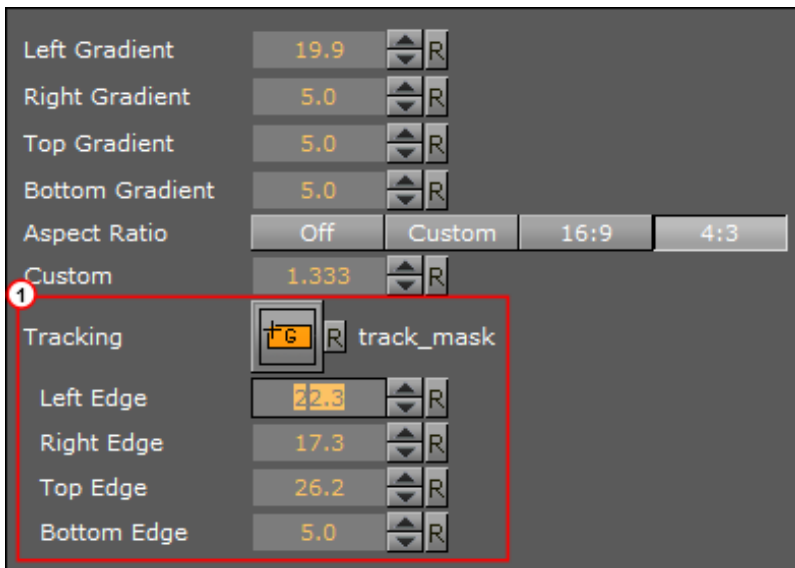 Left Gradient 19.9 R
Right Gradient 5.0 R
Top Gradient 5.0 R
Bottom Gradient 5.0 R
Aspect Ratio Off Custom 16:9 4:3
Custom 1.333 R
1
Tracking G R track_mask
Left Edge 22.3 R
Right Edge 17.3 R
Top Edge 26.2 R
Bottom Edge 5.0 R